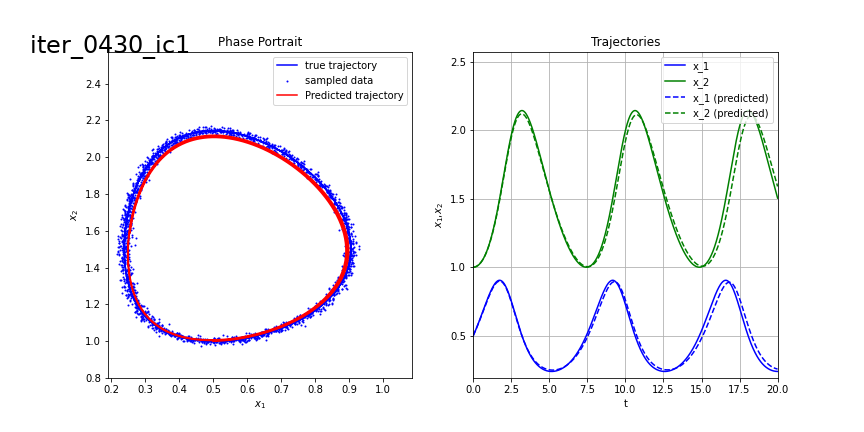 iter_0430_ic1
Phase Portrait
true trajectory
sampled data
Predicted trajectory
2.4
2.2
2.0
1.8
1.6
1.4
1.2
1.0
0.8
x_2
0.2 0.3 0.4 0.5 0.6 0.7 0.8 0.9 1.0
x_1
Trajectories
x_1
x_2
x_1 (predicted)
x_2 (predicted)
2.5
2.0
1.5
1.0
0.5
x_1,x_2
0.0 2.5 5.0 7.5 10.0 12.5 15.0 17.5 20.0
t